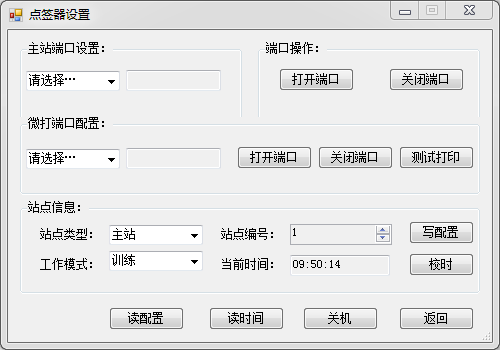 点签器设置
主站端口设置：
端口操作：
请选择…
打开端口
关闭端口
微打端口配置：
请选择…
打开端口
关闭端口
测试打印
站点信息：
站点类型： 主站
站点编号： 1
写配置
工作模式： 训练
当前时间： 09:50:14
校时
读配置
读时间
关机
返回